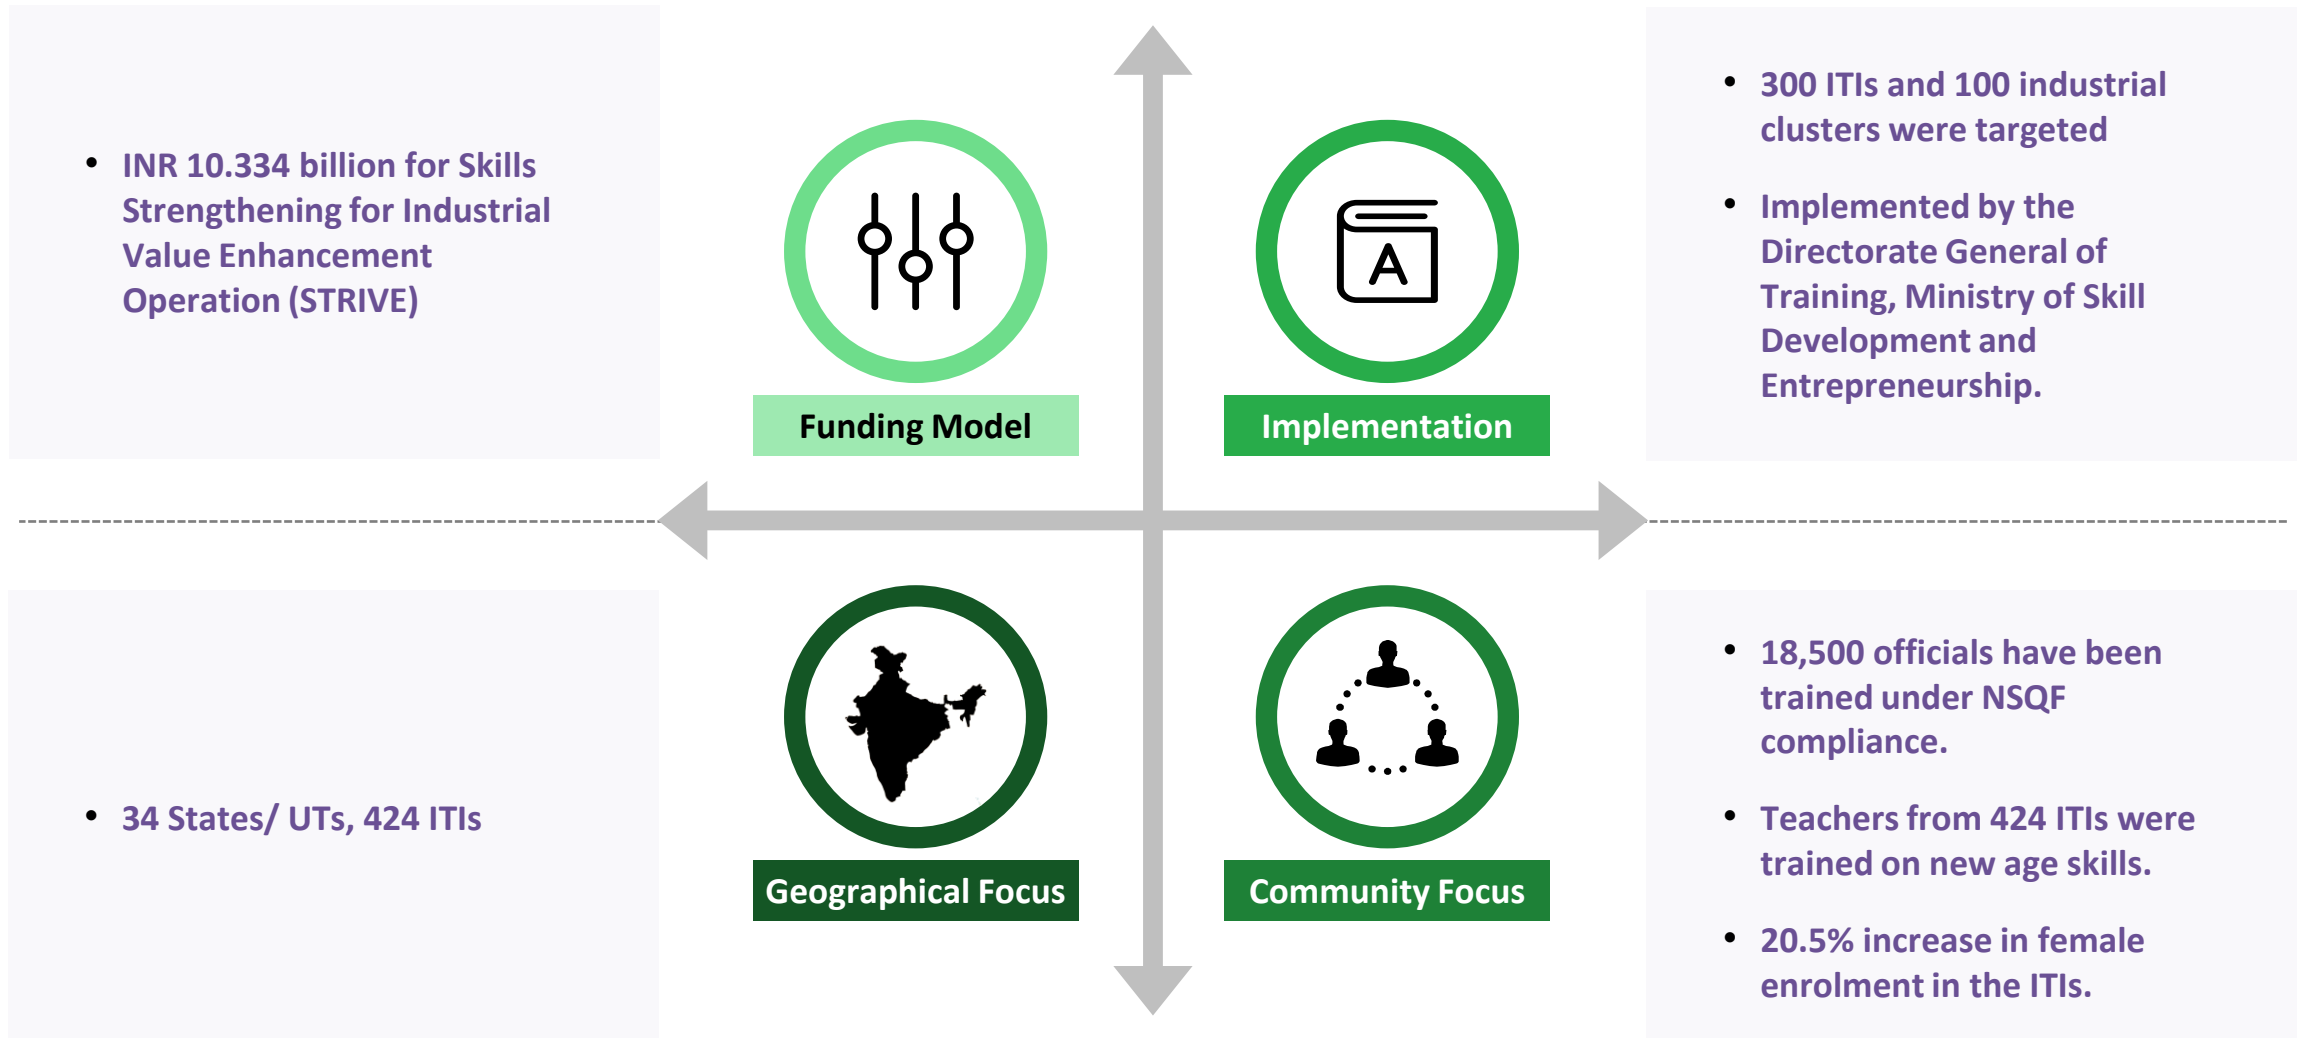 • INR 10.334 billion for Skills
Strengthening for Industrial
Value Enhancement
Operation (STRIVE)
Funding Model
A
Implementation
• 300 ITIs and 100 industrial
clusters were targeted
• Implemented by the
Directorate General of
Training, Ministry of Skill
Development and
Entrepreneurship.
• 34 States/ UTs, 424 ITIs
Geographical Focus
Community Focus
• 18,500 officials have been
trained under NSQF
compliance.
• Teachers from 424 ITIs were
trained on new age skills.
• 20.5% increase in female
enrolment in the ITIs.